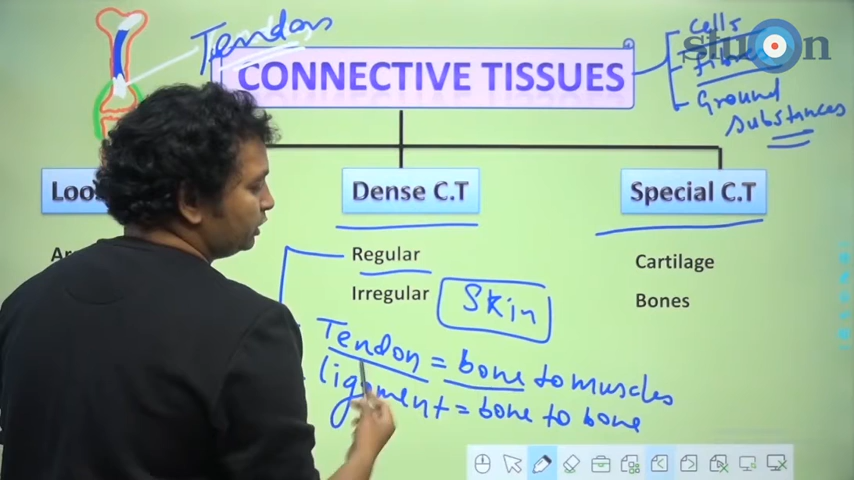 Tendon
CONNECTIVE TISSUES
Cells
fibres
Ground
substances
Dense C.T
Special C.T
Regular
Irregular
Skin
Cartilage
Bones
Tendon = bone to muscles
ligament = bone to bone